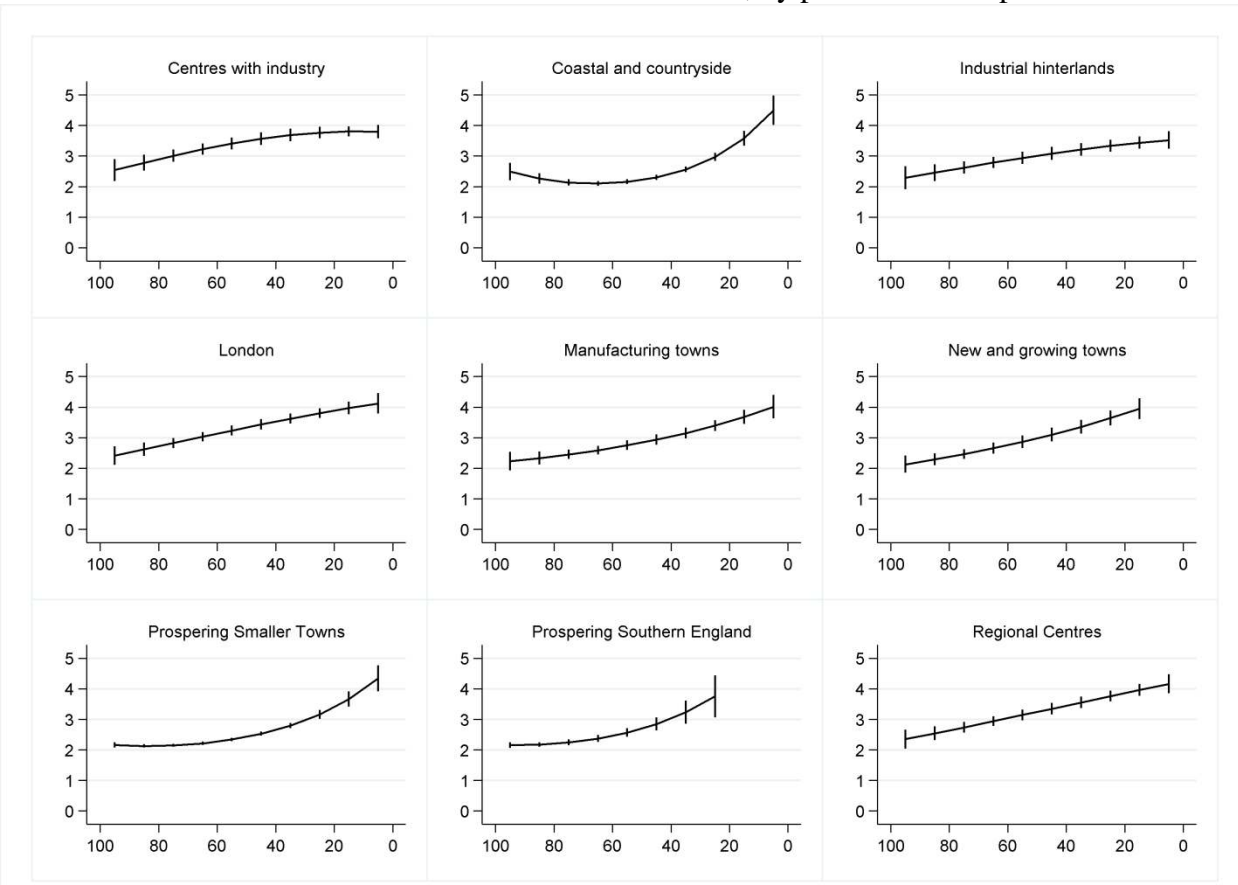 Centres with industry Coastal and countryside Industrial hinterlands
5 5 5
4 4 4
3 3 3
2 2 2
1 1 1
0 0 0
100 80 60 40 20 0 100 80 60 40 20 0 100 80 60 40 20 0
London Manufacturing towns New and growing towns
5 5 5
4 4 4
3 3 3
2 2 2
1 1 1
0 0 0
100 80 60 40 20 0 100 80 60 40 20 0 100 80 60 40 20 0
Prospering Smaller Towns Prospering Southern England Regional Centres
5 5 5
4 4 4
3 3 3
2 2 2
1 1 1
0 0 0
100 80 60 40 20 0 100 80 60 40 20 0 100 80 60 40 20 0